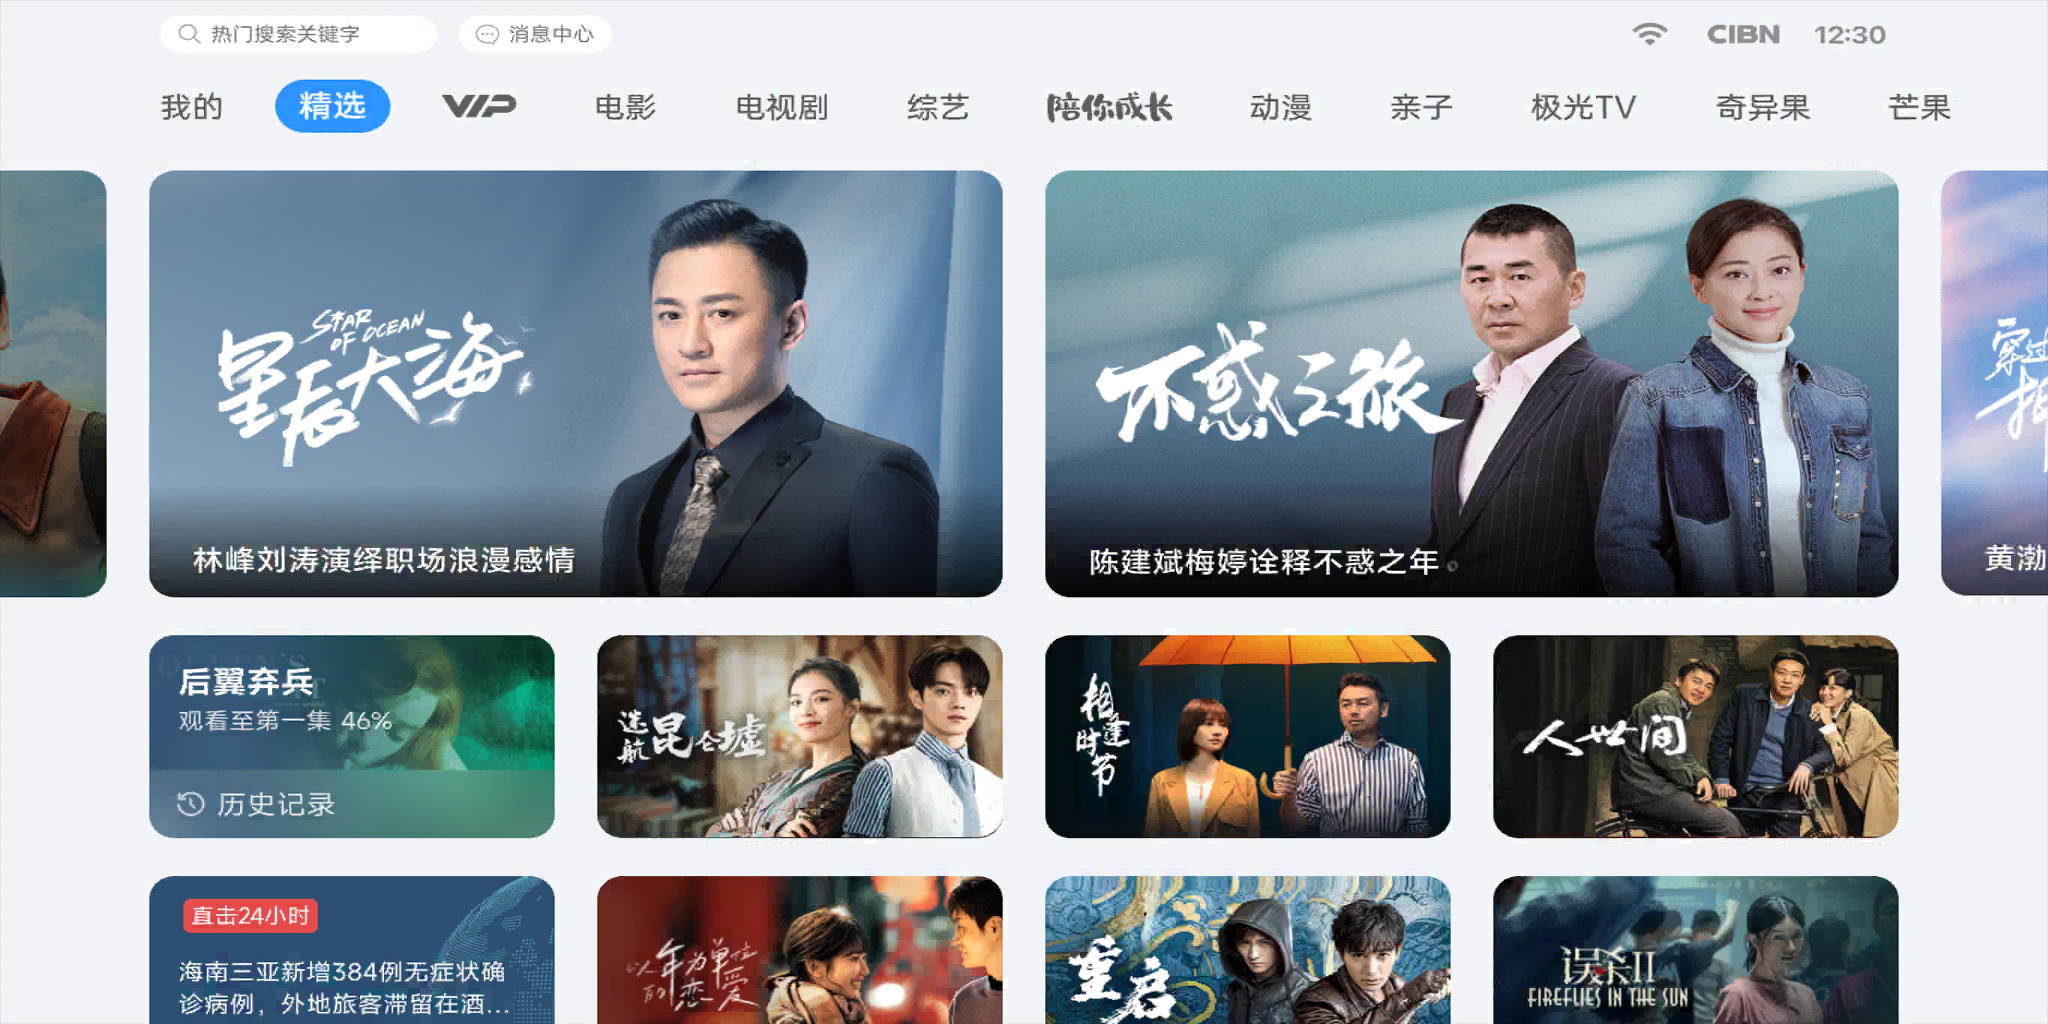 热门搜索关键字
消息中心
CIBN
12:30
我的
精选
VIP
电影
电视剧
综艺
陪你成长
动漫
亲子
极光TV
奇异果
芒果
STAR
OF OCEAN
星辰大海
林峰刘涛演绎职场浪漫感情
不惑之旅
陈建斌梅婷诠释不惑之年。
穿过
黄渤
后翼弃兵
观看至第一集 46%
历史记录
迷航昆仑墟
相逢时节
人世间
直击24小时
海南三亚新增384例无症状确
诊病例，外地旅客滞留在酒...
以年为单位
的恋爱
重启
误杀II
FIREFLIES IN THE SUN